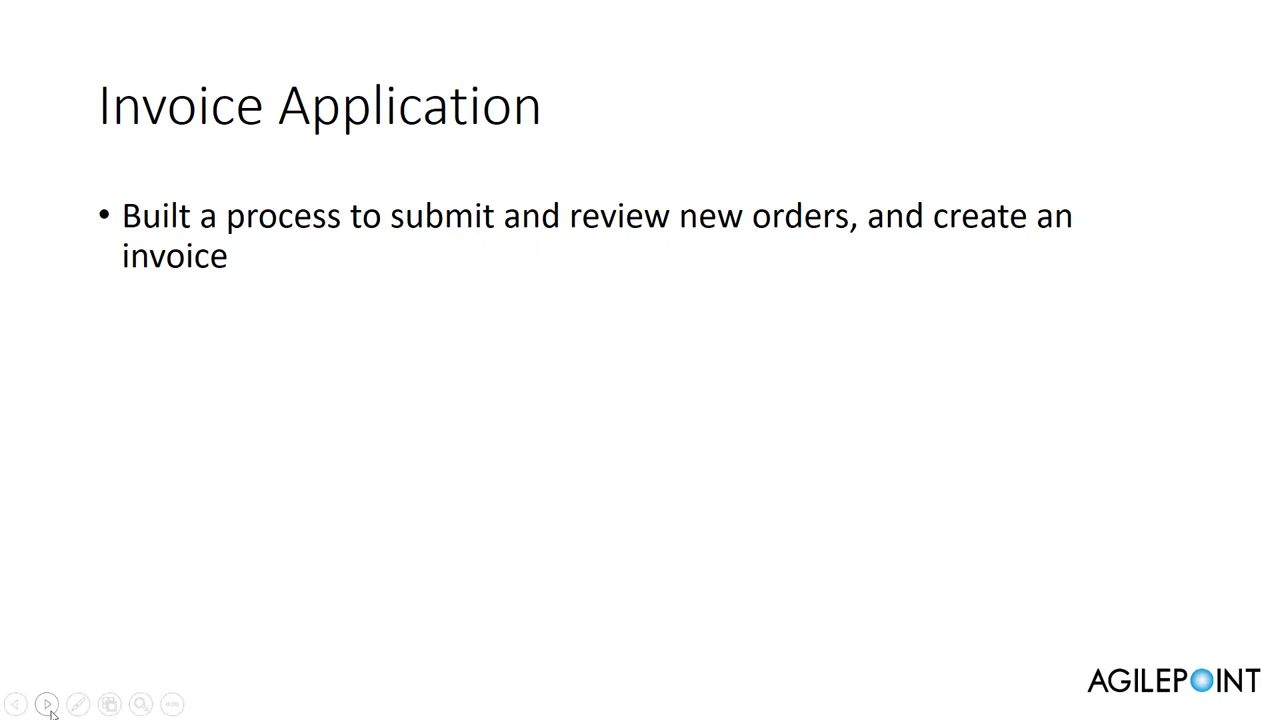 Invoice Application
• Built a process to submit and review new orders, and create an
invoice
AGILEPOINT